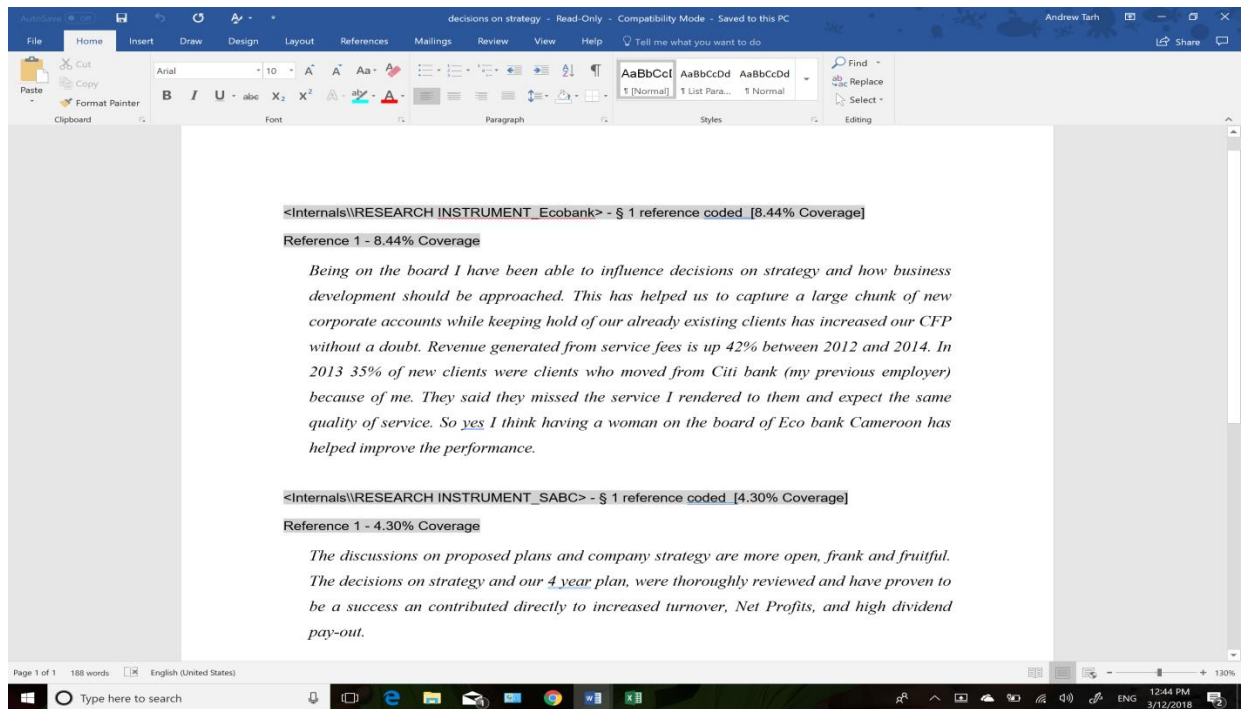 AutoSave Off
decisions on strategy - Read-Only - Compatibility Mode - Saved to this PC
Andrew Tarh
File Home Insert Draw Design Layout References Mailings Review View Help Tell me what you want to do Share
Cut
Copy
Paste
Format Painter
Arial 10
AaBbCcI AaBbCcDd AaBbCcDd
¶ [Normal] ¶ List Para... ¶ Normal
Find
Replace
Select
Clipboard Font Paragraph Styles Editing
<Internals\\RESEARCH INSTRUMENT_Ecobank> - § 1 reference coded [8.44% Coverage]
Reference 1 - 8.44% Coverage
Being on the board I have been able to influence decisions on strategy and how business
development should be approached. This has helped us to capture a large chunk of new
corporate accounts while keeping hold of our already existing clients has increased our CFP
without a doubt. Revenue generated from service fees is up 42% between 2012 and 2014. In
2013 35% of new clients were clients who moved from Citi bank (my previous employer)
because of me. They said they missed the service I rendered to them and expect the same
quality of service. So yes I think having a woman on the board of Eco bank Cameroon has
helped improve the performance.
<Internals\\RESEARCH INSTRUMENT_SABC> - § 1 reference coded [4.30% Coverage]
Reference 1 - 4.30% Coverage
The discussions on proposed plans and company strategy are more open, frank and fruitful.
The decisions on strategy and our 4 year plan, were thoroughly reviewed and have proven to
be a success an contributed directly to increased turnover, Net Profits, and high dividend
pay-out.
Page 1 of 1 188 words English (United States) 130%
Type here to search
ENG 12:44 PM
3/12/2018